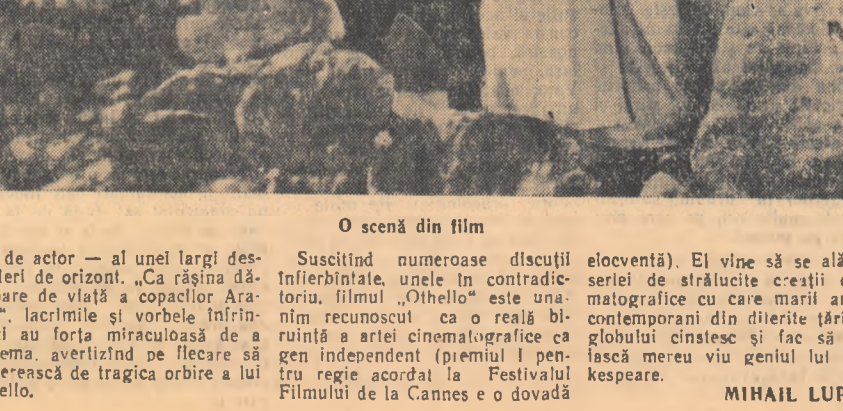 O scenă din film
de actor — al unei largi des-
eri de orizont. „Ca rășina dă-
oare de viață a copacilor Ara-
", lacrimile și vorbele înfrîn-
i au forța miraculoasă de a
ema, avertizînd pe fiecare să
erească de tragica orbire a lui
ello.
Suscitînd numeroase discuții
înfierbîntate, unele în contradic-
toriu, filmul „Othello" este una-
nim recunoscut ca o reală bi-
ruință a artei cinematografice ca
gen independent (premiul I pen-
tru regie acordat la Festivalul
Filmului de la Cannes e o dovadă
elocventă). El vine să se ală
seriei de strălucite creații
matografice cu care marii ar
contemporani din diferite țări
globului cinstesc și fac să
iască mereu viu geniul lui
kespeare.
MIHAIL LUP